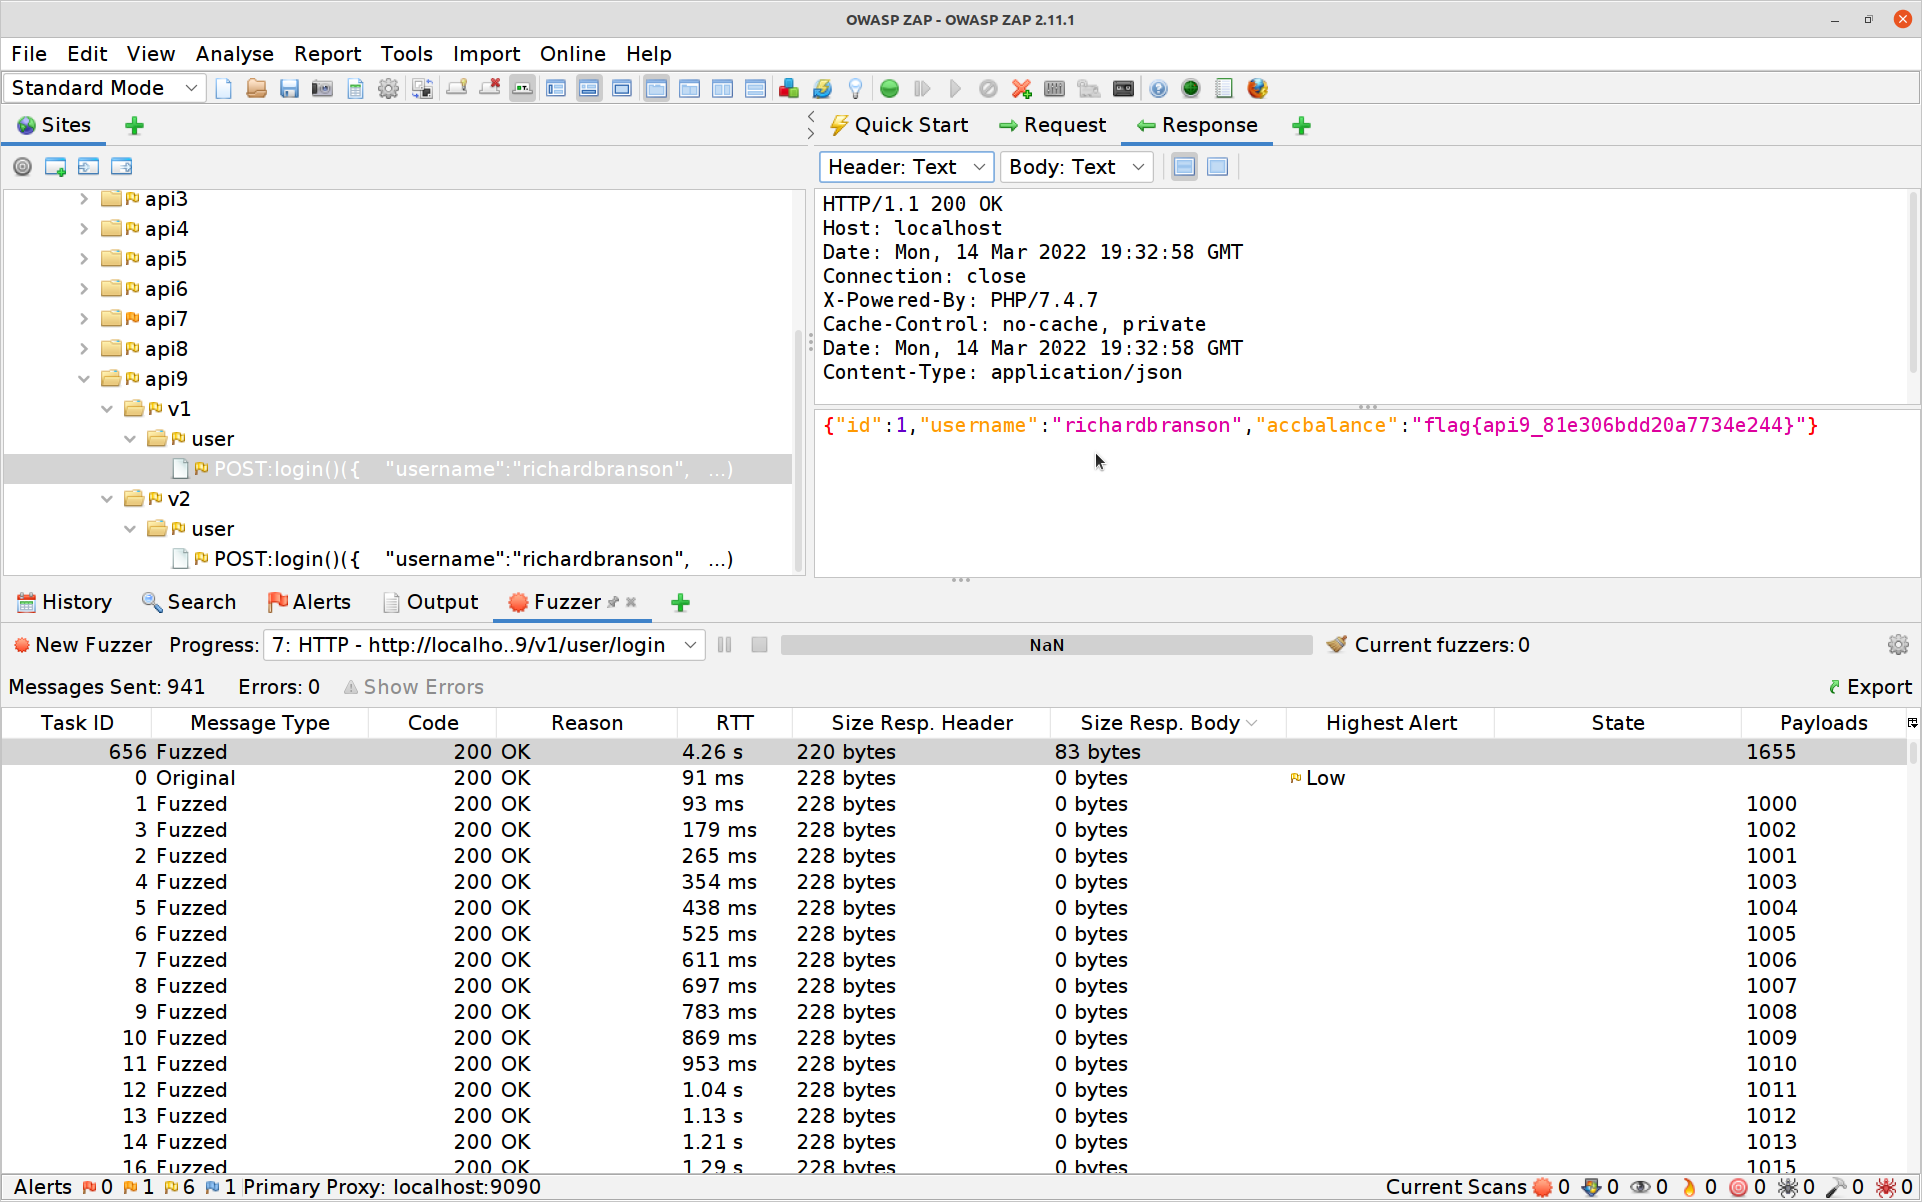 OWASP ZAP - OWASP ZAP 2.11.1
File Edit View Analyse Report Tools Import Online Help
Standard Mode
Sites
Quick Start Request Response
Header: Text Body: Text
api3
api4
api5
api6
api7
api8
api9
v1
user
POST:login()({ "username":"richardbranson", ...)
v2
user
POST:login()({ "username":"richardbranson", ...)
HTTP/1.1 200 OK
Host: localhost
Date: Mon, 14 Mar 2022 19:32:58 GMT
Connection: close
X-Powered-By: PHP/7.4.7
Cache-Control: no-cache, private
Date: Mon, 14 Mar 2022 19:32:58 GMT
Content-Type: application/json
{"id":1,"username":"richardbranson","accbalance":"flag{api9_81e306bdd20a7734e244}"}
History Search Alerts Output Fuzzer
New Fuzzer Progress: 7: HTTP - http://localho..9/v1/user/login NaN Current fuzzers:0
Messages Sent: 941 Errors: 0 Show Errors Export
Task ID Message Type Code Reason RTT Size Resp. Header Size Resp. Body Highest Alert State Payloads
656 Fuzzed 200 OK 4.26 s 220 bytes 83 bytes 1655
0 Original 200 OK 91 ms 228 bytes 0 bytes Low
1 Fuzzed 200 OK 93 ms 228 bytes 0 bytes 1000
3 Fuzzed 200 OK 179 ms 228 bytes 0 bytes 1002
2 Fuzzed 200 OK 265 ms 228 bytes 0 bytes 1001
4 Fuzzed 200 OK 354 ms 228 bytes 0 bytes 1003
5 Fuzzed 200 OK 438 ms 228 bytes 0 bytes 1004
6 Fuzzed 200 OK 525 ms 228 bytes 0 bytes 1005
7 Fuzzed 200 OK 611 ms 228 bytes 0 bytes 1006
8 Fuzzed 200 OK 697 ms 228 bytes 0 bytes 1007
9 Fuzzed 200 OK 783 ms 228 bytes 0 bytes 1008
10 Fuzzed 200 OK 869 ms 228 bytes 0 bytes 1009
11 Fuzzed 200 OK 953 ms 228 bytes 0 bytes 1010
12 Fuzzed 200 OK 1.04 s 228 bytes 0 bytes 1011
13 Fuzzed 200 OK 1.13 s 228 bytes 0 bytes 1012
14 Fuzzed 200 OK 1.21 s 228 bytes 0 bytes 1013
16 Fuzzed 200 OK 1.29 s 228 bytes 0 bytes 1015
Alerts 0 1 6 1 Primary Proxy: localhost:9090 Current Scans 0 0 0 0 0 0 0 0